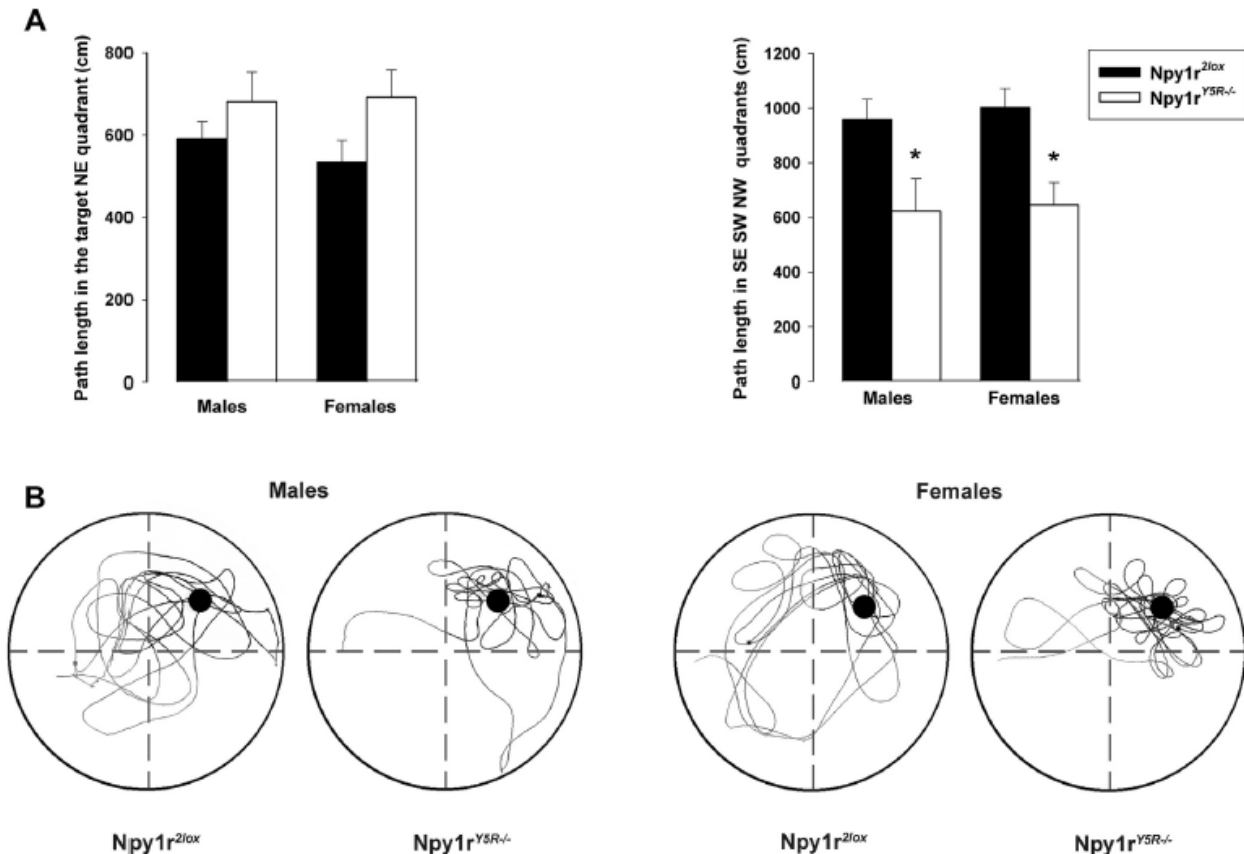 A
Path length in the target NE quadrant (cm)
800
600
400
200
0
Males
Females
Path length in SE SW NW quadrants (cm)
1200
1000
800
600
400
200
0
*
*
Males
Females
Npy1r2lox
Npy1rY5R-/-
B
Males
Females
Npy1r2lox
Npy1rY5R-/-
Npy1r2lox
Npy1rY5R-/-